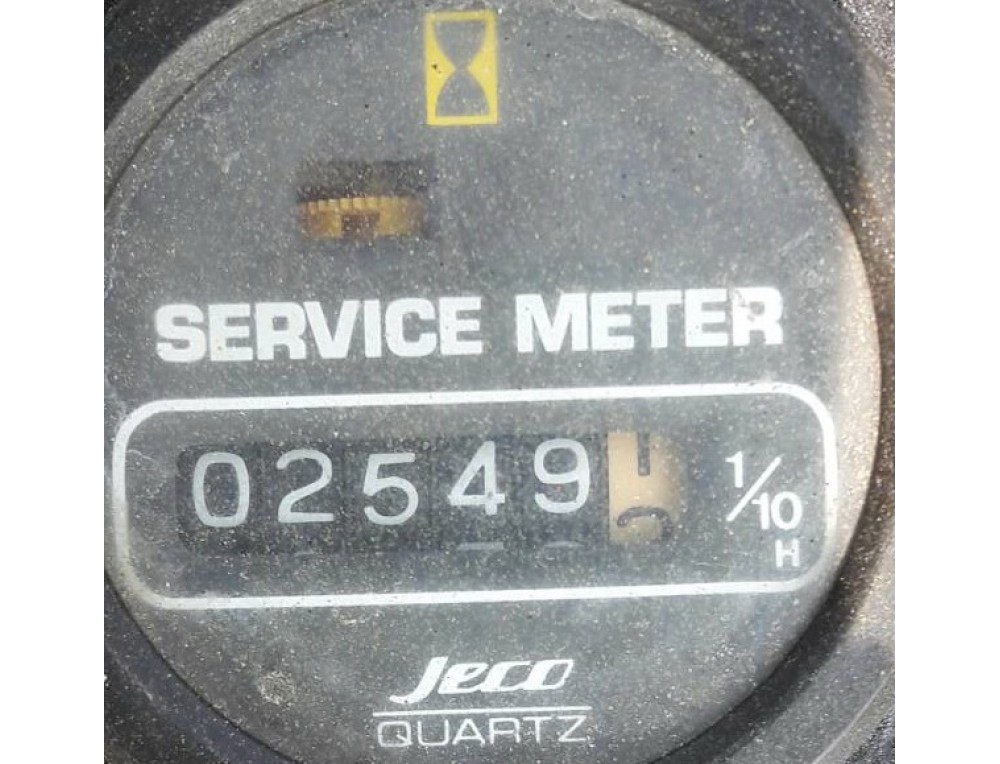 SERVICE METER
02549 1/10
H
Jeco
QUARTZ